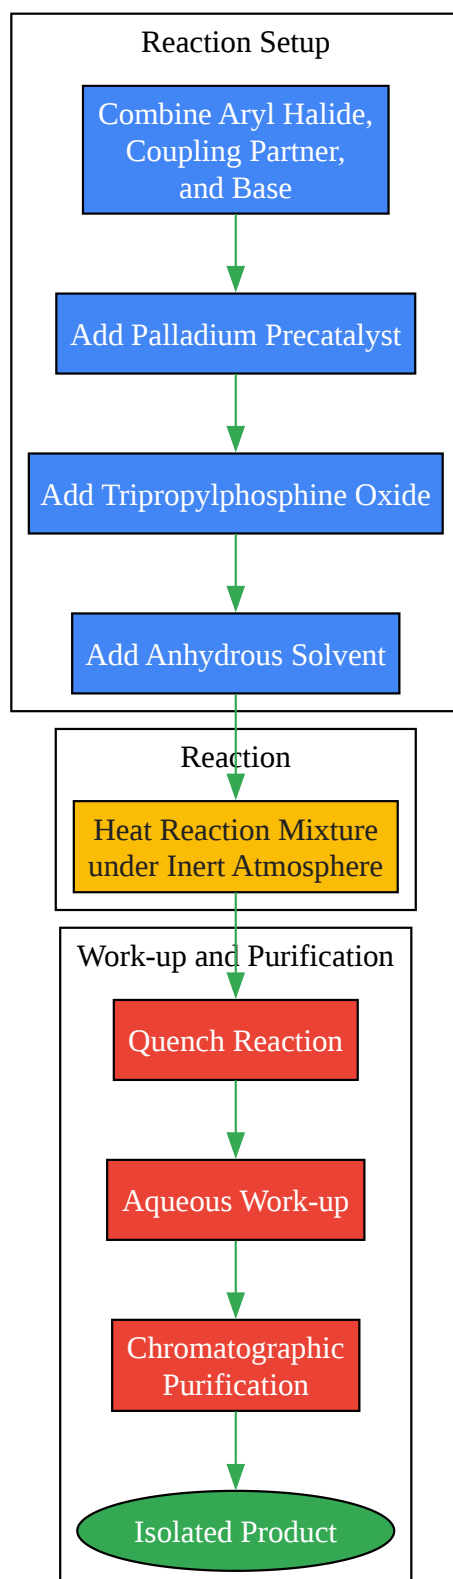 Reaction Setup
Combine Aryl Halide,
Coupling Partner,
and Base
Add Palladium Precatalyst
Add Tripropylphosphine Oxide
Add Anhydrous Solvent
Reaction
Heat Reaction Mixture
under Inert Atmosphere
Work-up and Purification
Quench Reaction
Aqueous Work-up
Chromatographic
Purification
Isolated Product